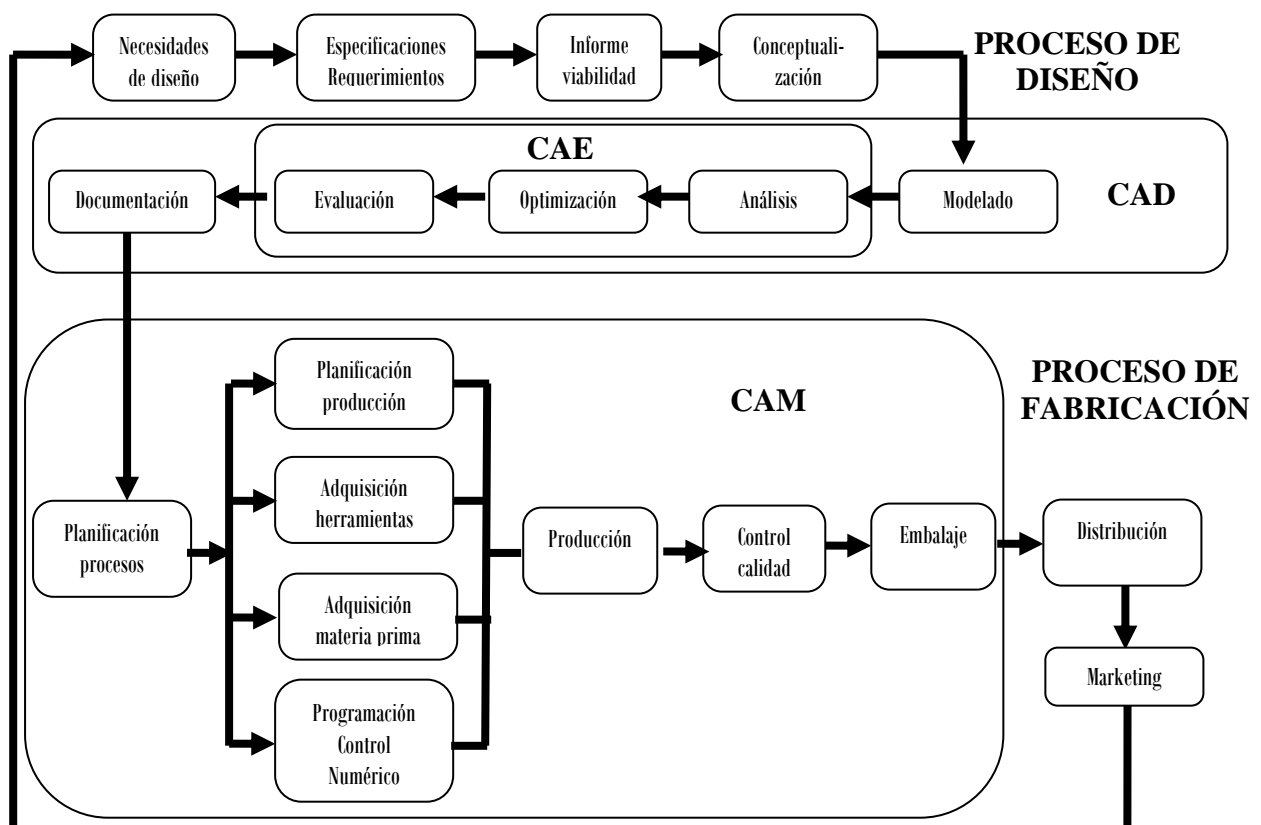 Necesidades
de diseño
Especificaciones
Requerimientos
Informe
viabilidad
Conceptuali-
zación
PROCESO DE
DISEÑO
CAE
Documentación
Evaluación
Optimización
Análisis
Modelado
CAD
Planificación
producción
CAM
PROCESO DE
FABRICACIÓN
Planificación
procesos
Adquisición
herramientas
Adquisición
materia prima
Programación
Control
Numérico
Producción
Control
calidad
Embalaje
Distribución
Marketing